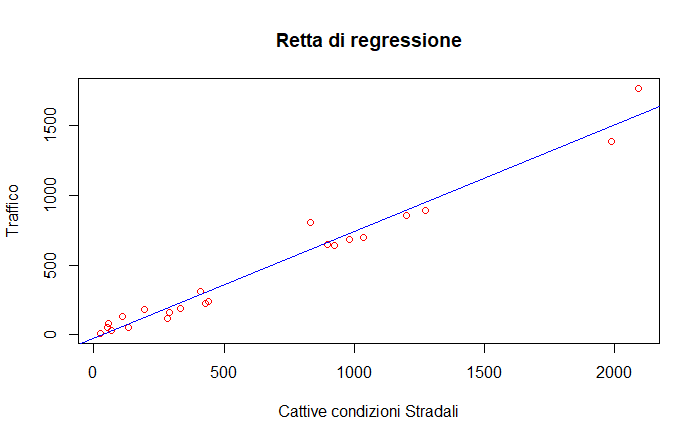 Retta di regressione
Traffico
1500
1000
500
0
0 500 1000 1500 2000
Cattive condizioni Stradali